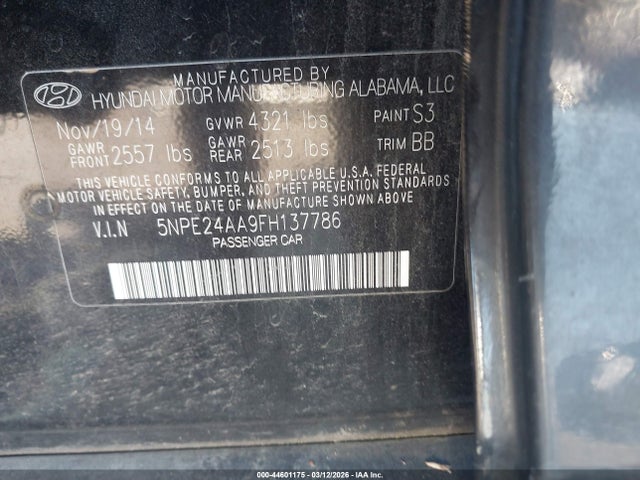 MANUFACTURED BY
HYUNDAI MOTOR MANUFACTURING ALABAMA, LLC
Nov/19/14 GVWR 4321 lbs PAINT S3
GAWR FRONT 2557 lbs GAWR REAR 2513 lbs TRIM BB
THIS VEHICLE CONFORMS TO ALL APPLICABLE U.S.A. FEDERAL
MOTOR VEHICLE SAFETY, BUMPER, AND THEFT PREVENTION STANDARDS
IN EFFECT ON THE DATE OF MANUFACTURE SHOWN ABOVE.
V.I.N 5NPE24AA9FH137786
PASSENGER CAR
000-44601175 - 03/12/2026 - IAA Inc.